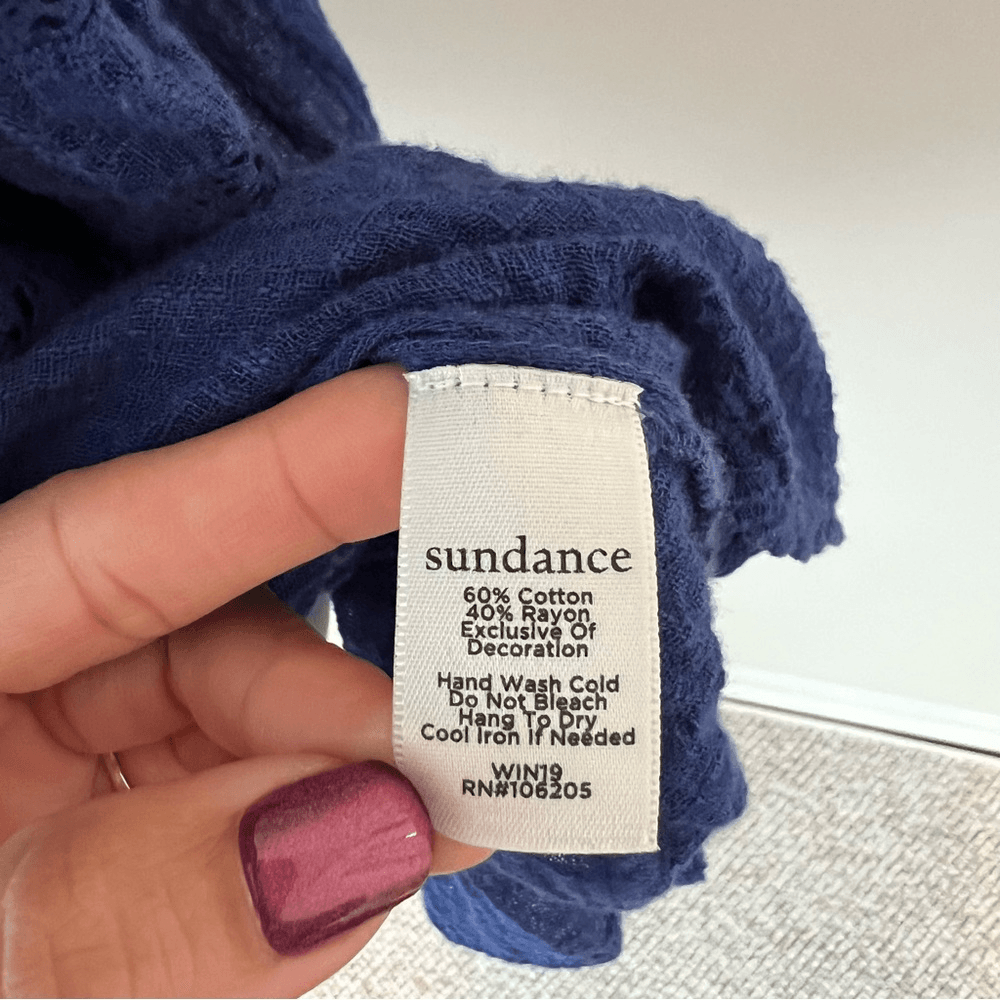 sundance
60% Cotton
40% Rayon
Exclusive Of
Decoration
Hand Wash Cold
Do Not Bleach
Hang To Dry
Cool Iron If Needed
WIN19
RN#106205